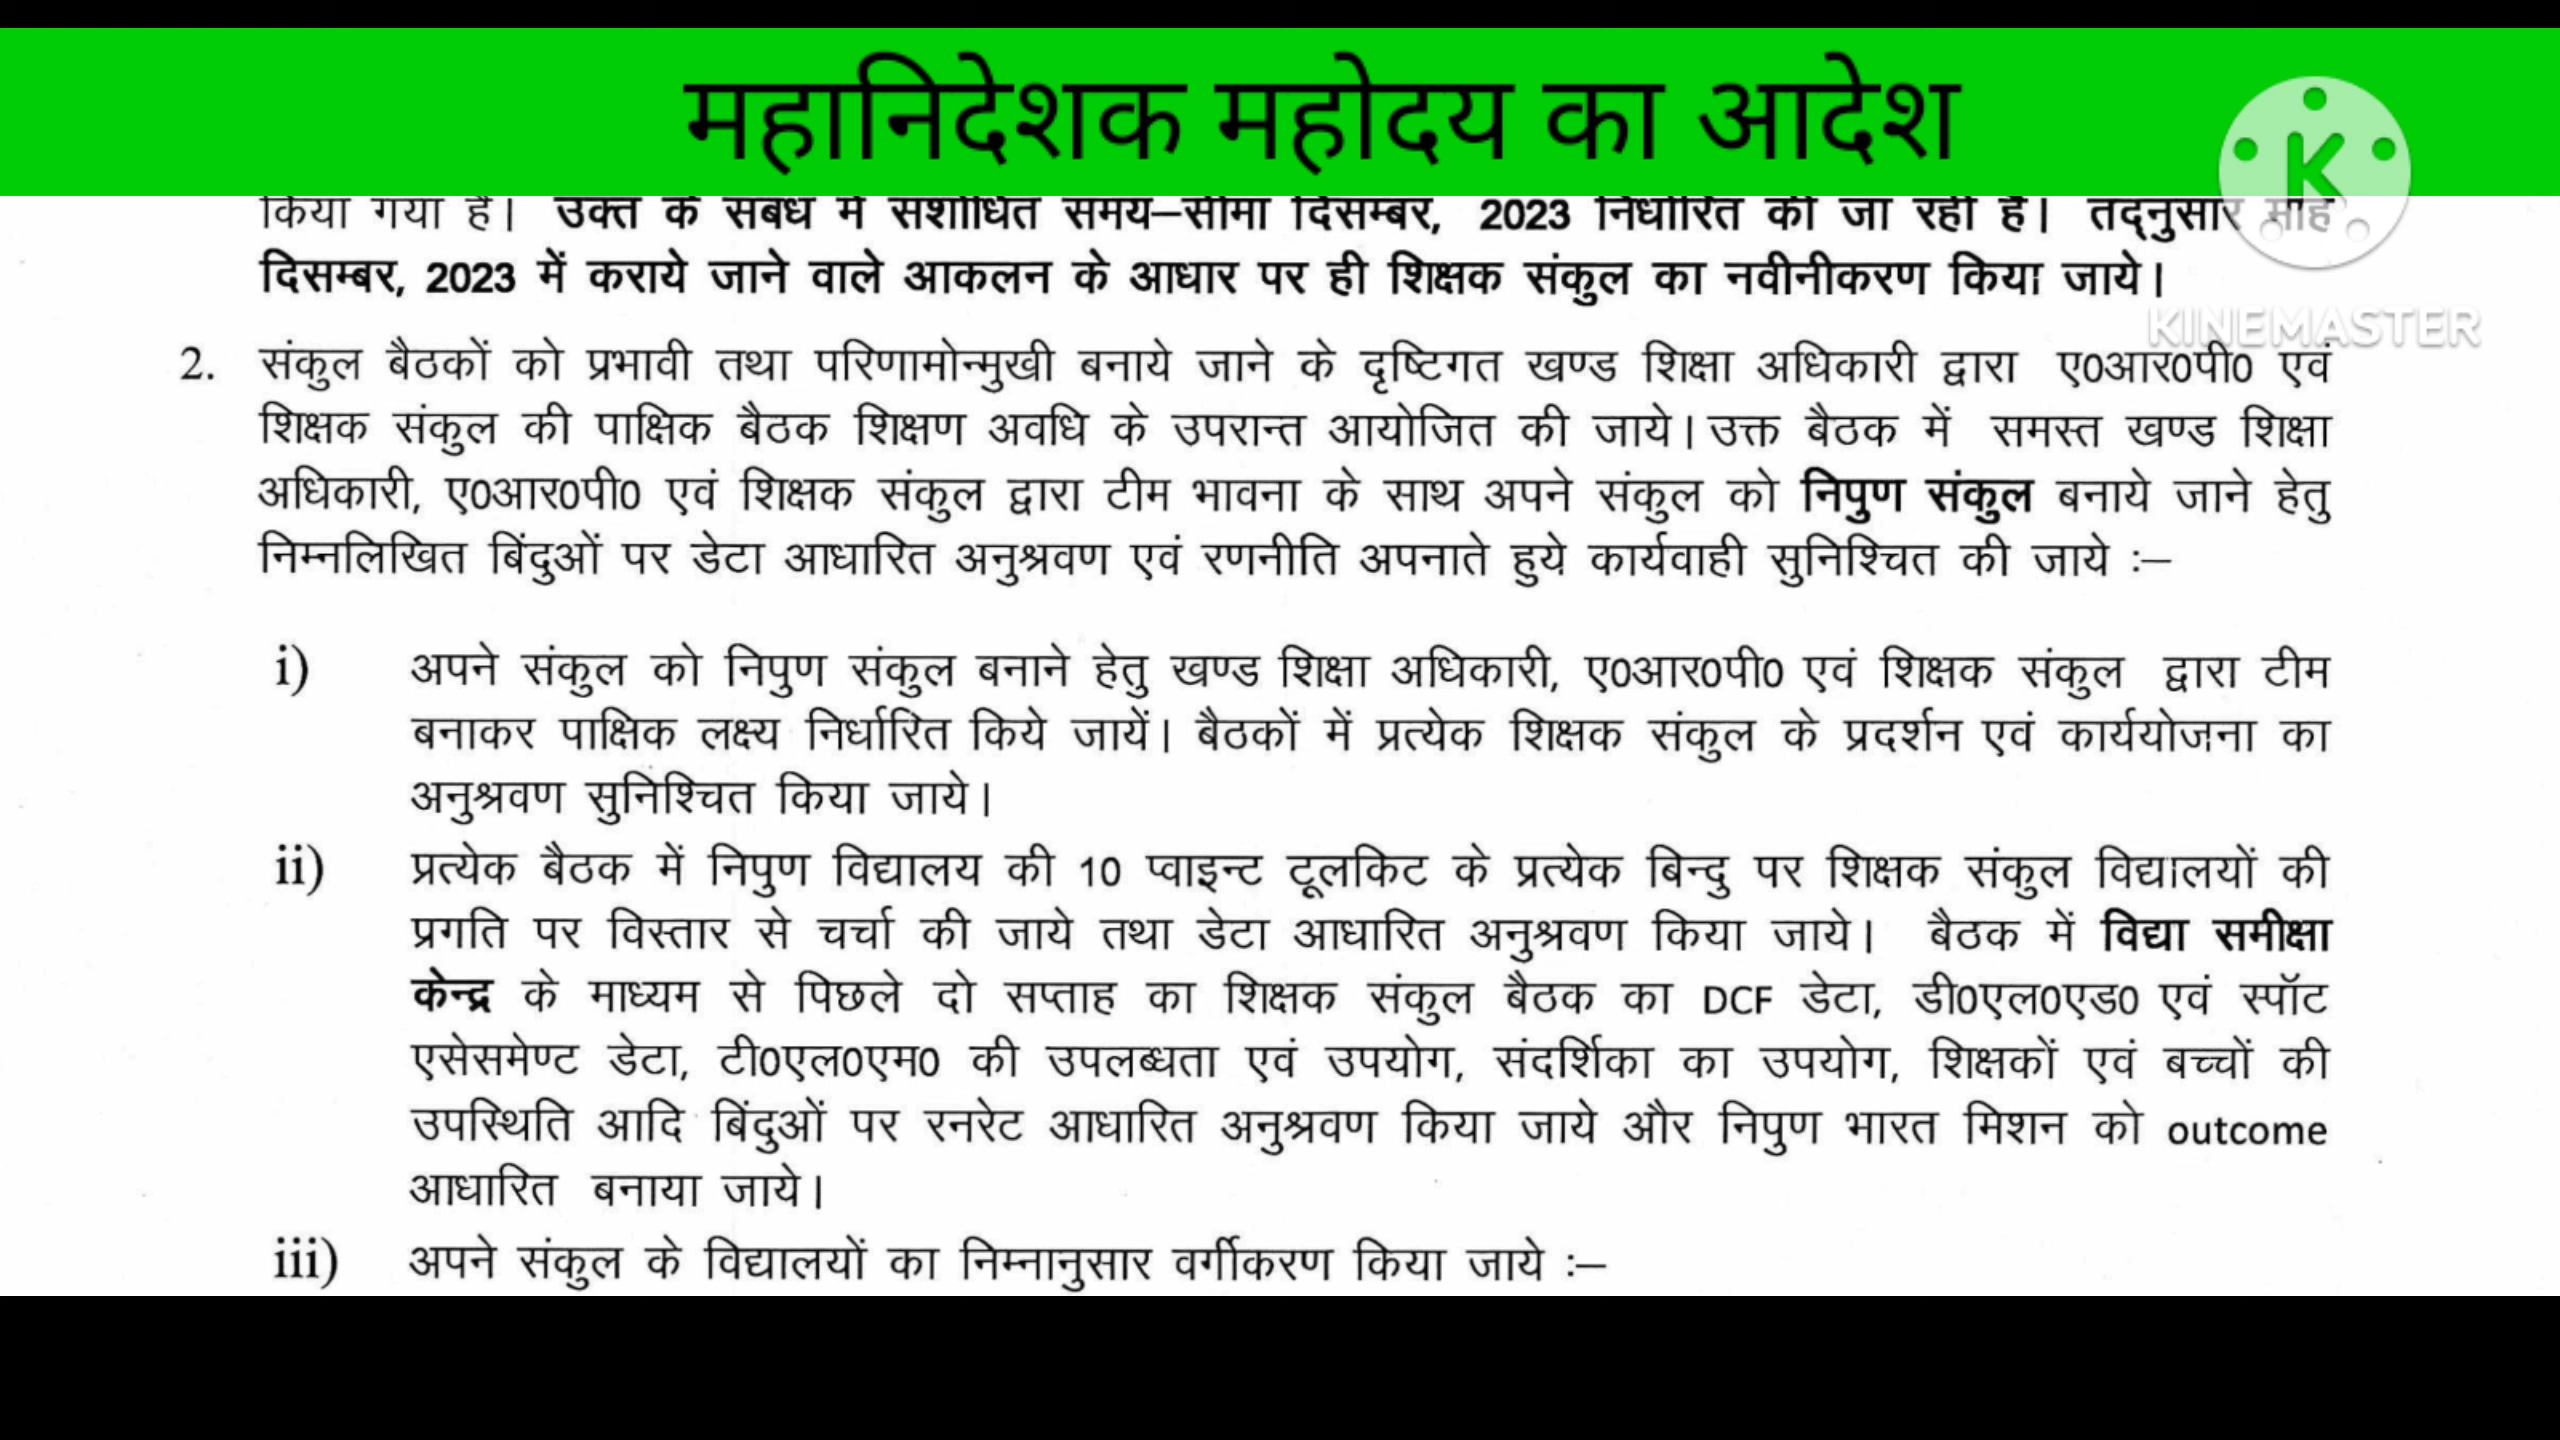 महानिदेशक महोदय का आदेश
K
KINEMASTER
किया गया है। उक्त के संबंध में संशोधित समय–सीमा दिसम्बर, 2023 निर्धारित की जा रही है। तद्नुसार माह
दिसम्बर, 2023 में कराये जाने वाले आकलन के आधार पर ही शिक्षक संकुल का नवीनीकरण किया जाये।
2. संकुल बैठकों को प्रभावी तथा परिणामोन्मुखी बनाये जाने के दृष्टिगत खण्ड शिक्षा अधिकारी द्वारा ए0आर0पी0 एवं
शिक्षक संकुल की पाक्षिक बैठक शिक्षण अवधि के उपरान्त आयोजित की जाये। उक्त बैठक में समस्त खण्ड शिक्षा
अधिकारी, ए0आर0पी0 एवं शिक्षक संकुल द्वारा टीम भावना के साथ अपने संकुल को निपुण संकुल बनाये जाने हेतु
निम्नलिखित बिंदुओं पर डेटा आधारित अनुश्रवण एवं रणनीति अपनाते हुये कार्यवाही सुनिश्चित की जाये :–
i) अपने संकुल को निपुण संकुल बनाने हेतु खण्ड शिक्षा अधिकारी, ए0आर0पी0 एवं शिक्षक संकुल द्वारा टीम
बनाकर पाक्षिक लक्ष्य निर्धारित किये जायें। बैठकों में प्रत्येक शिक्षक संकुल के प्रदर्शन एवं कार्ययोजना का
अनुश्रवण सुनिश्चित किया जाये।
ii) प्रत्येक बैठक में निपुण विद्यालय की 10 प्वाइन्ट टूलकिट के प्रत्येक बिन्दु पर शिक्षक संकुल विद्यालयों की
प्रगति पर विस्तार से चर्चा की जाये तथा डेटा आधारित अनुश्रवण किया जाये। बैठक में विद्या समीक्षा
केन्द्र के माध्यम से पिछले दो सप्ताह का शिक्षक संकुल बैठक का DCF डेटा, डी0एल0एड0 एवं स्पॉट
एसेसमेण्ट डेटा, टी0एल0एम0 की उपलब्धता एवं उपयोग, संदर्शिका का उपयोग, शिक्षकों एवं बच्चों की
उपस्थिति आदि बिंदुओं पर रनरेट आधारित अनुश्रवण किया जाये और निपुण भारत मिशन को outcome
आधारित बनाया जाये।
iii) अपने संकुल के विद्यालयों का निम्नानुसार वर्गीकरण किया जाये :–